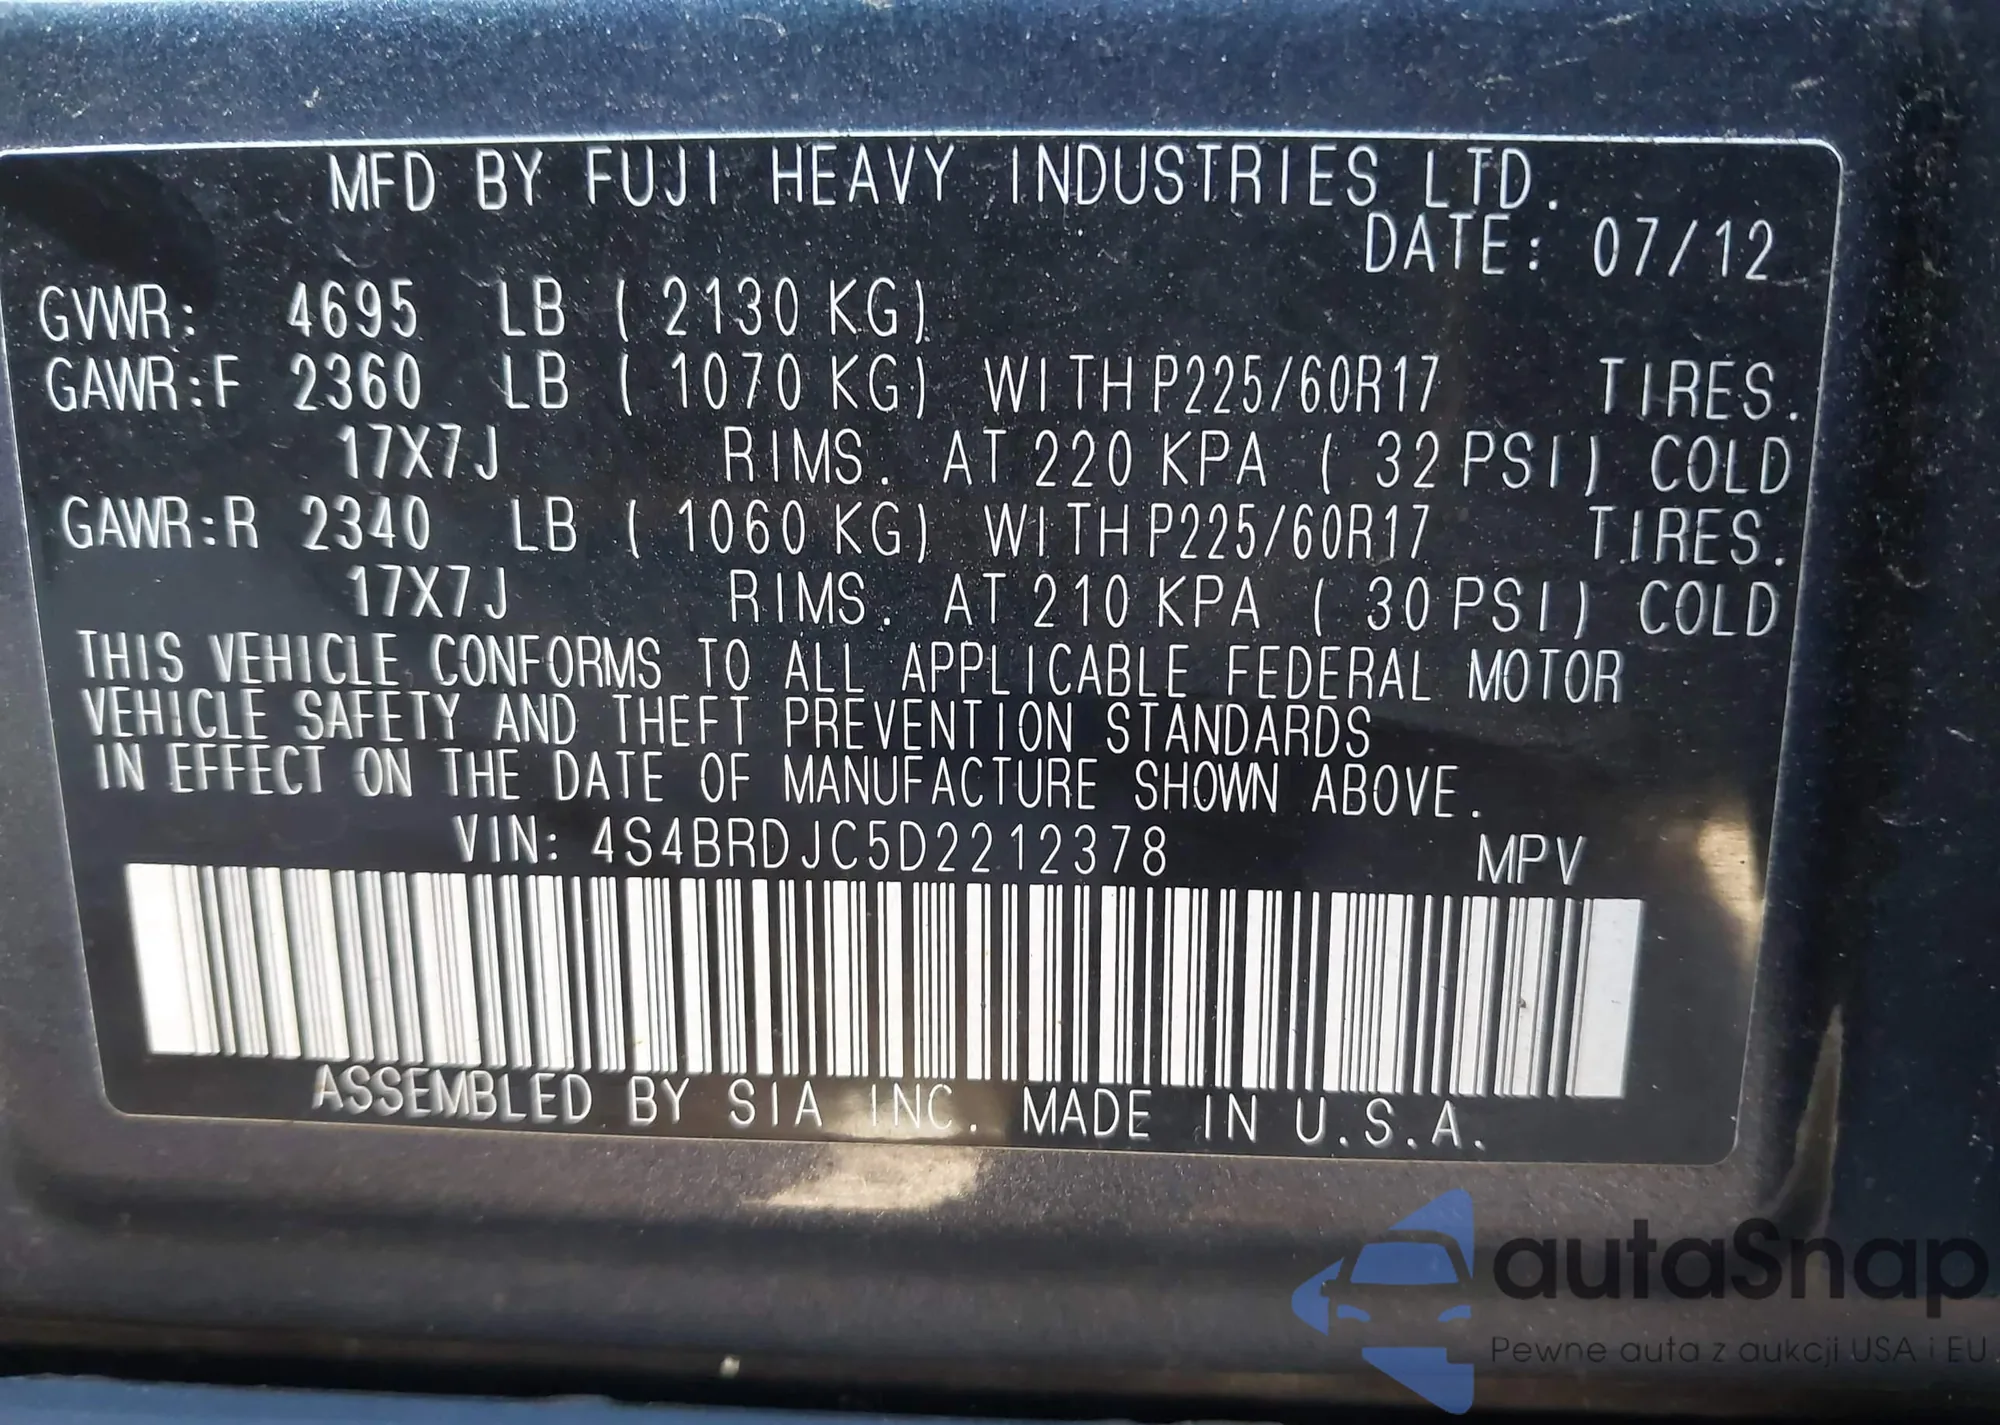 MFD BY FUJI HEAVY INDUSTRIES LTD.
DATE: 07/12
GVWR: 4695 LB ( 2130 KG)
GAWR:F 2360 LB ( 1070 KG) WITH P225/60R17 TIRES.
17X7J RIMS. AT 220 KPA ( 32 PSI) COLD
GAWR:R 2340 LB ( 1060 KG) WITH P225/60R17 TIRES.
17X7J RIMS. AT 210 KPA ( 30 PSI) COLD
THIS VEHICLE CONFORMS TO ALL APPLICABLE FEDERAL MOTOR
VEHICLE SAFETY AND THEFT PREVENTION STANDARDS
IN EFFECT ON THE DATE OF MANUFACTURE SHOWN ABOVE.
VIN: 4S4BRDJC5D2212378 MPV
ASSEMBLED BY SIA INC. MADE IN U.S.A.
autaSnap
Pewne auta z aukcji USA i EU